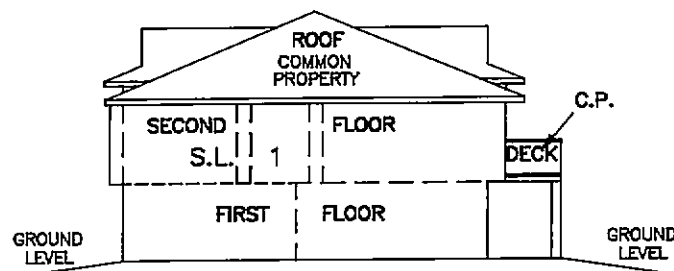 ROOF
COMMON
PROPERTY
C.P.
SECOND FLOOR
S.L. 1
DECK
FIRST FLOOR
GROUND
LEVEL
GROUND
LEVEL